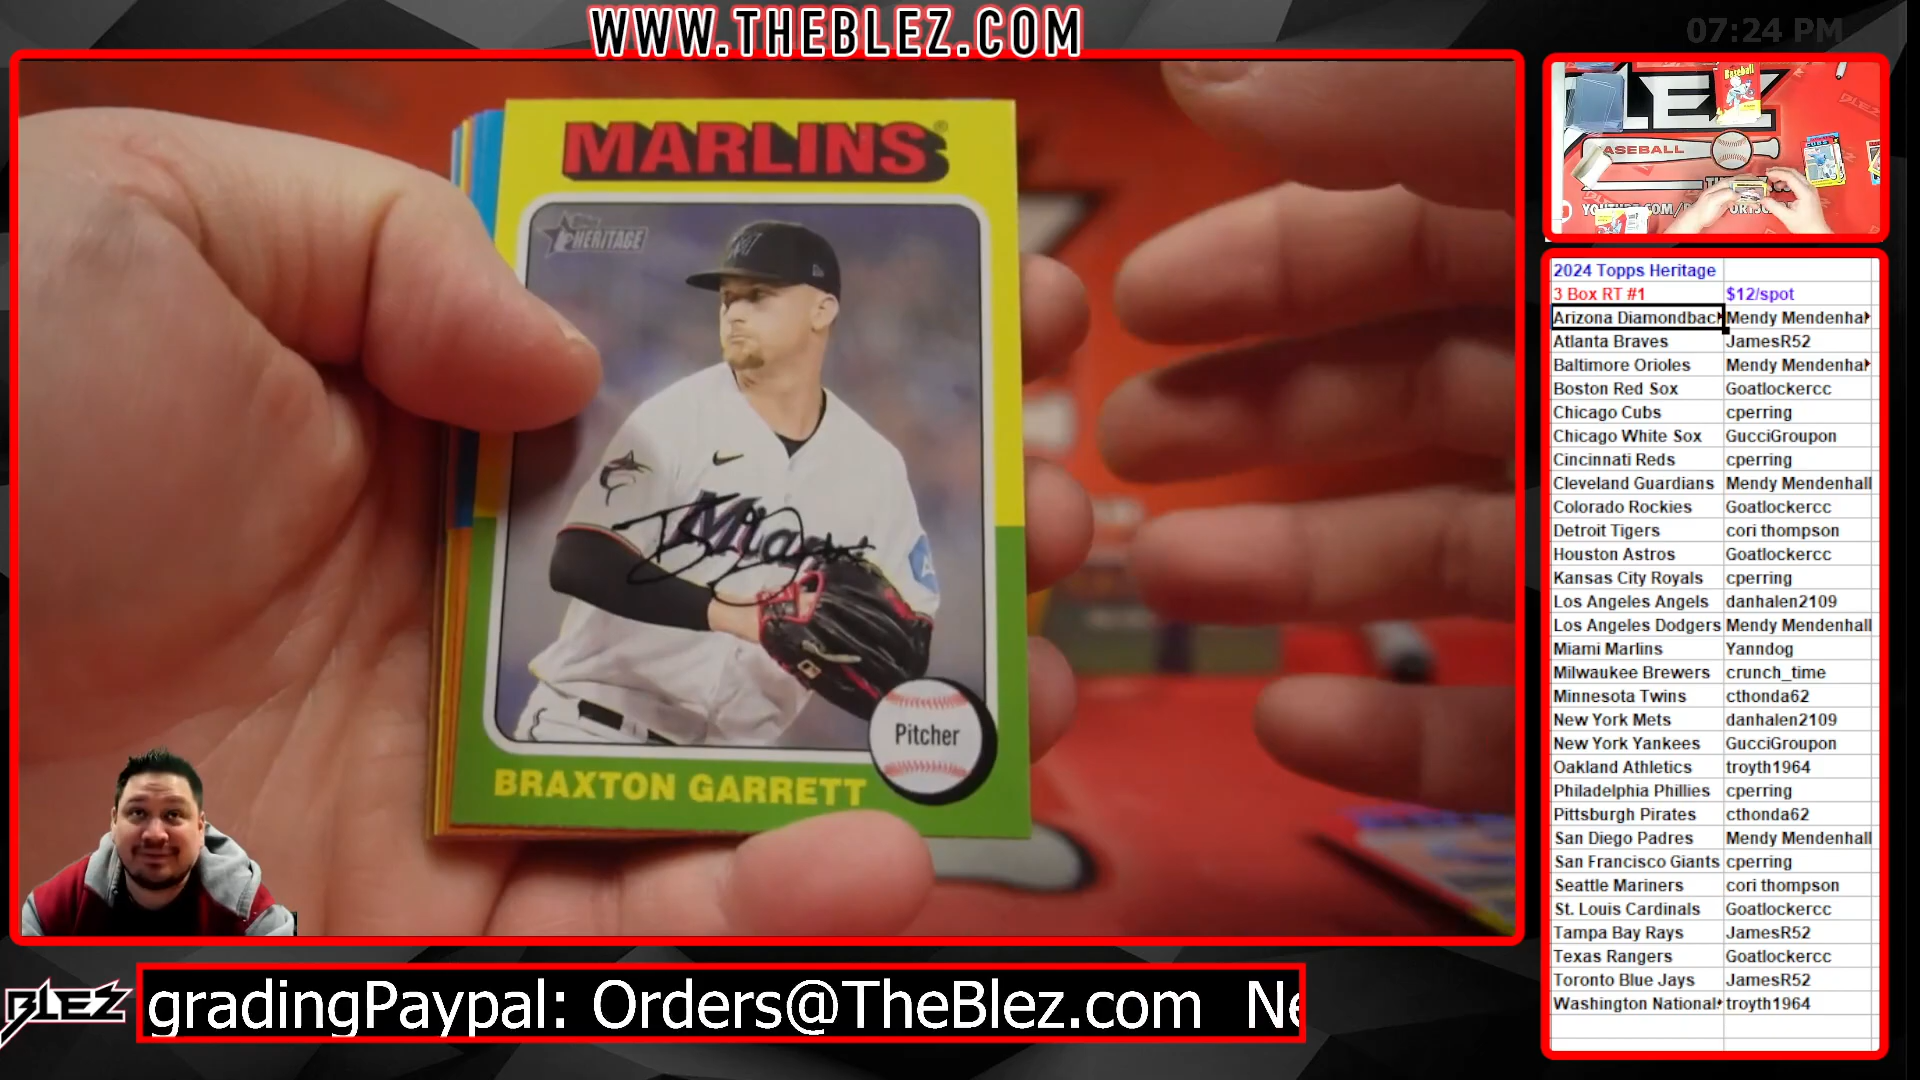 WWW.THEBLEZ.COM
07:24 PM
MARLINS®
HERITAGE
Pitcher
BRAXTON GARRETT
Baseball
BLEZ
BASEBALL
2024 Topps Heritage
3 Box RT #1 $12/spot
Arizona Diamondbac Mendy Mendenhal
Atlanta Braves JamesR52
Baltimore Orioles Mendy Mendenhal
Boston Red Sox Goatlockercc
Chicago Cubs cperring
Chicago White Sox GucciGroupon
Cincinnati Reds cperring
Cleveland Guardians Mendy Mendenhall
Colorado Rockies Goatlockercc
Detroit Tigers cori thompson
Houston Astros Goatlockercc
Kansas City Royals cperring
Los Angeles Angels danhalen2109
Los Angeles Dodgers Mendy Mendenhall
Miami Marlins Yanndog
Milwaukee Brewers crunch_time
Minnesota Twins cthonda62
New York Mets danhalen2109
New York Yankees GucciGroupon
Oakland Athletics troyth1964
Philadelphia Phillies cperring
Pittsburgh Pirates cthonda62
San Diego Padres Mendy Mendenhall
San Francisco Giants cperring
Seattle Mariners cori thompson
St. Louis Cardinals Goatlockercc
Tampa Bay Rays JamesR52
Texas Rangers Goatlockercc
Toronto Blue Jays JamesR52
Washington National troyth1964
BLEZ
gradingPaypal: Orders@TheBlez.com Ne